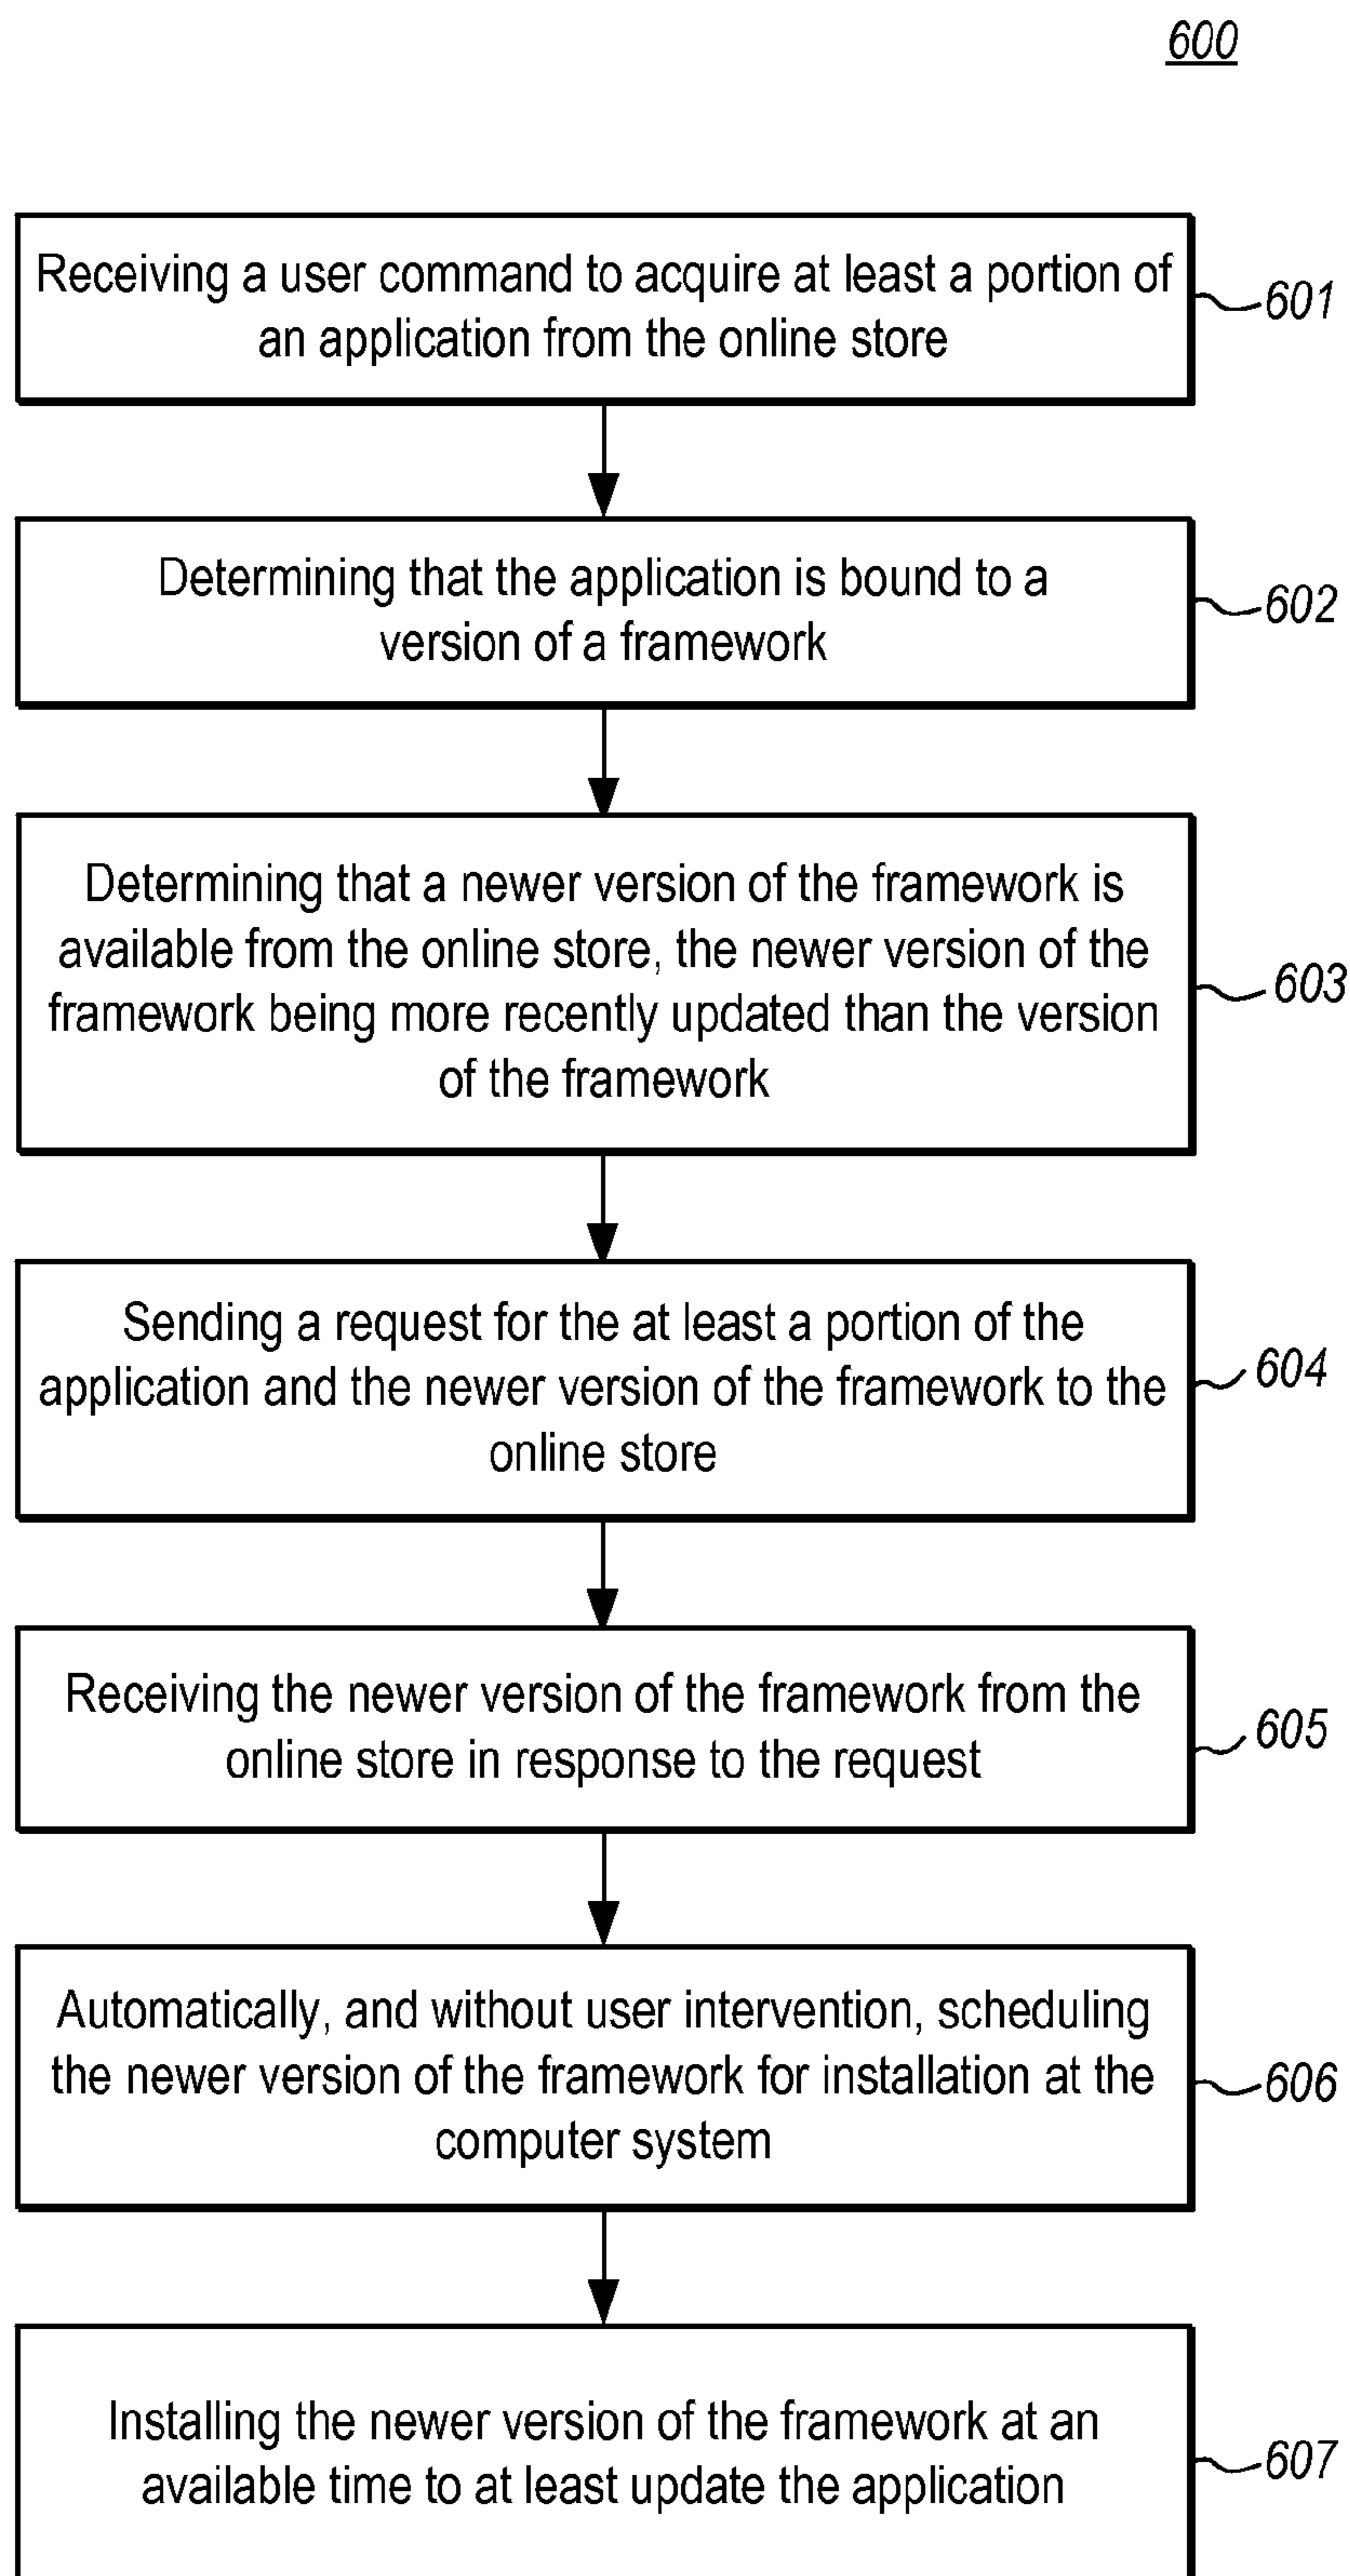 600
Receiving a user command to acquire at least a portion of
an application from the online store
601
Determining that the application is bound to a
version of a framework
602
Determining that a newer version of the framework is
available from the online store, the newer version of the
framework being more recently updated than the version
of the framework
603
Sending a request for the at least a portion of the
application and the newer version of the framework to the
online store
604
Receiving the newer version of the framework from the
online store in response to the request
605
Automatically, and without user intervention, scheduling
the newer version of the framework for installation at the
computer system
606
Installing the newer version of the framework at an
available time to at least update the application
607